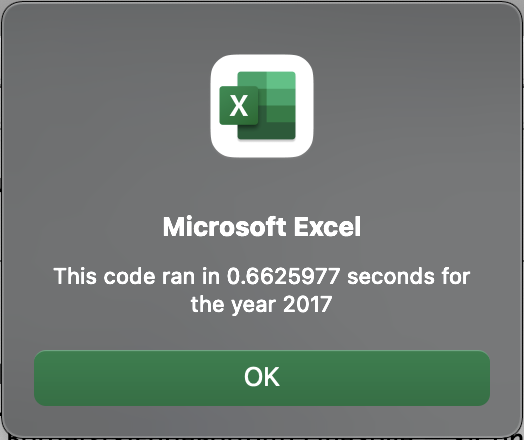 X
Microsoft Excel
This code ran in 0.6625977 seconds for
the year 2017
OK